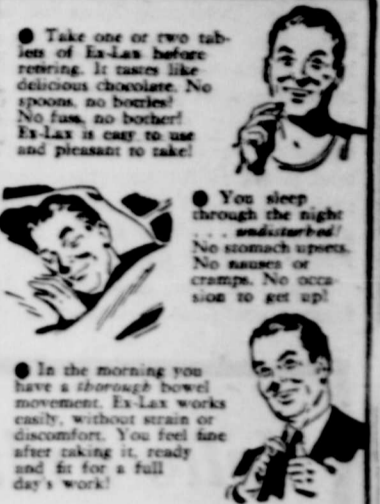 ● Take one or two tab-
lets of Ex-Lax before
retiring. It tastes like
delicious chocolate. No
spoons, no bottles!
No fuss, no bother!
Ex-Lax is easy to use
and pleasant to take!
● You sleep
through the night
. . . undisturbed!
No stomach upsets.
No nausea or
cramps. No occa-
sion to get up!
● In the morning you
have a thorough bowel
movement. Ex-Lax works
easily, without strain or
discomfort. You feel fine
after taking it, ready
and fit for a full
day's work!